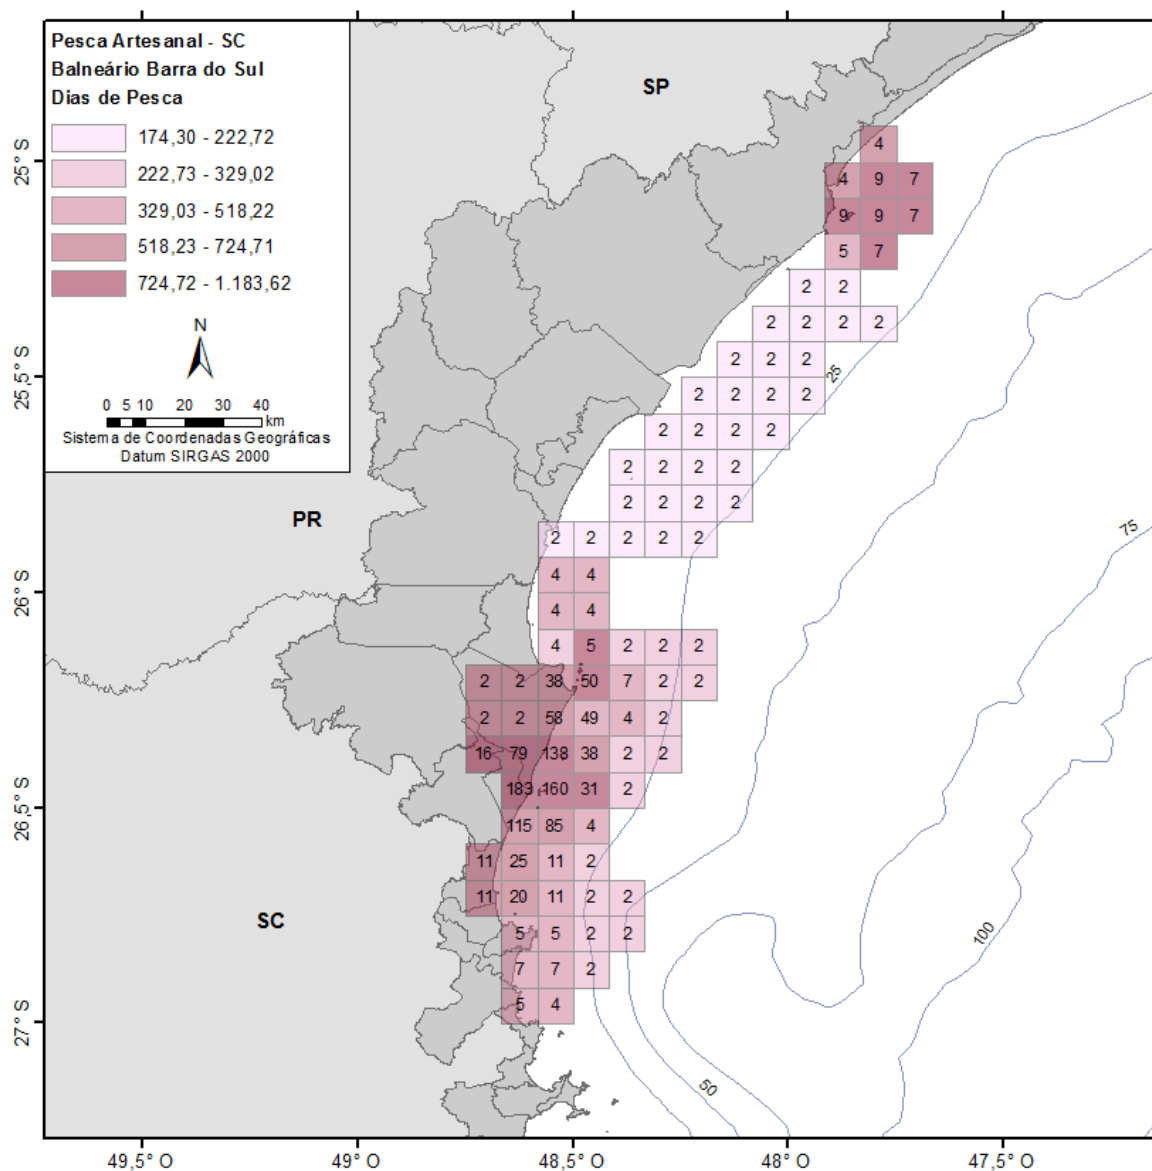 Pesca Artesanal - SC
Balneário Barra do Sul
Dias de Pesca
174,30 - 222,72
222,73 - 329,02
329,03 - 518,22
518,23 - 724,71
724,72 - 1.183,62
N
0 5 10 20 30 40
km
Sistema de Coordenadas Geográficas
Datum SIRGAS 2000
SP
PR
SC
25° S
25,5° S
26° S
26,5° S
27° S
4
4 9 7
9 9 7
5 7
2 2
2 2 2 2
2 2 2
2 2 2 2
2 2 2 2
2 2 2 2
2 2 2 2
2 2 2 2 2
4 4
4 4
4 5 2 2 2
2 2 38 50 7 2 2
2 2 58 49 4 2
16 79 138 38 2 2
183 160 31 2
115 85 4
11 25 11 2
11 20 11 2 2
5 5 2 2
7 7 2
5 4
25
75
100
50
49,5° O
49° O
48,5° O
48° O
47,5° O